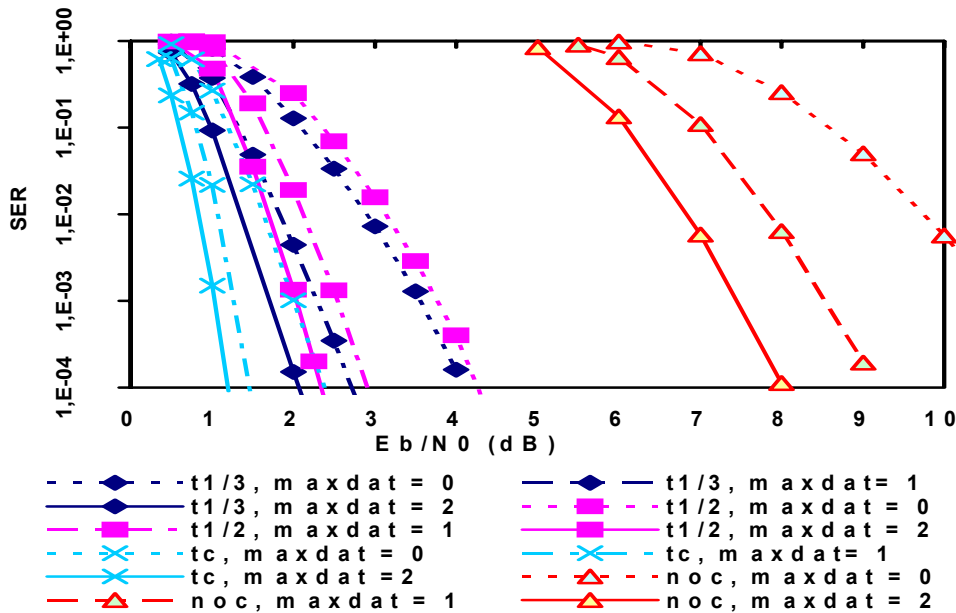 1,E+00
1,E-01
1,E-02
1,E-03
1,E-04
SER
0 1 2 3 4 5 6 7 8 9 10
Eb/N0 (dB)
t1/3, maxdat = 0
t1/3, maxdat= 1
t1/3, maxdat = 2
t1/2, maxdat = 0
t1/2, maxdat = 1
t1/2, maxdat = 2
tc, maxdat = 0
tc, maxdat= 1
tc, maxdat =2
noc, maxdat = 0
noc, maxdat = 1
noc, maxdat = 2